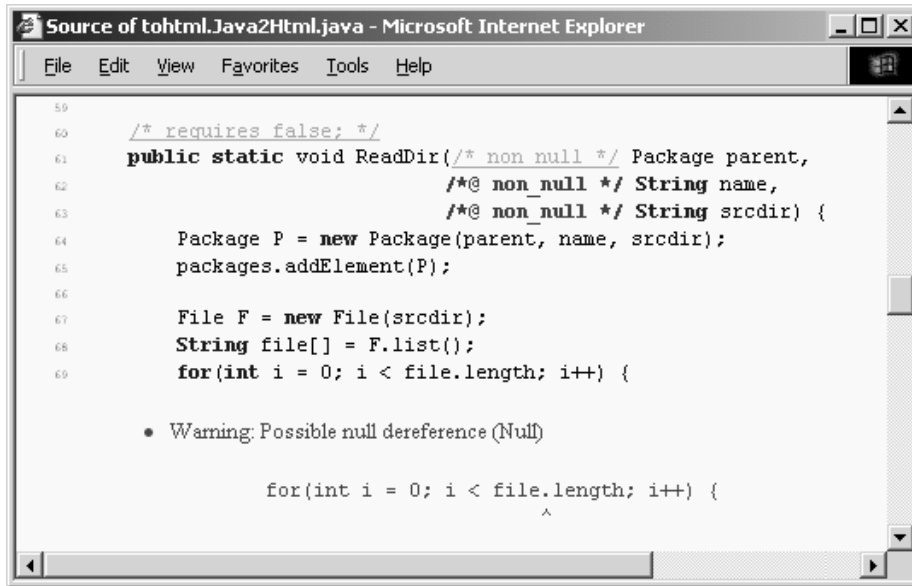 Source of tohtml.Java2Html.java - Microsoft Internet Explorer
File Edit View Favorites Tools Help
59
60 /* requires false; */
61 public static void ReadDir(/* non null */ Package parent,
62 /*@ non_null */ String name,
63 /*@ non_null */ String srcdir) {
64 Package P = new Package(parent, name, srcdir);
65 packages.addElement(P);
66
67 File F = new File(srcdir);
68 String file[] = F.list();
69 for(int i = 0; i < file.length; i++) {
• Warning: Possible null dereference (Null)
for(int i = 0; i < file.length; i++) {
^